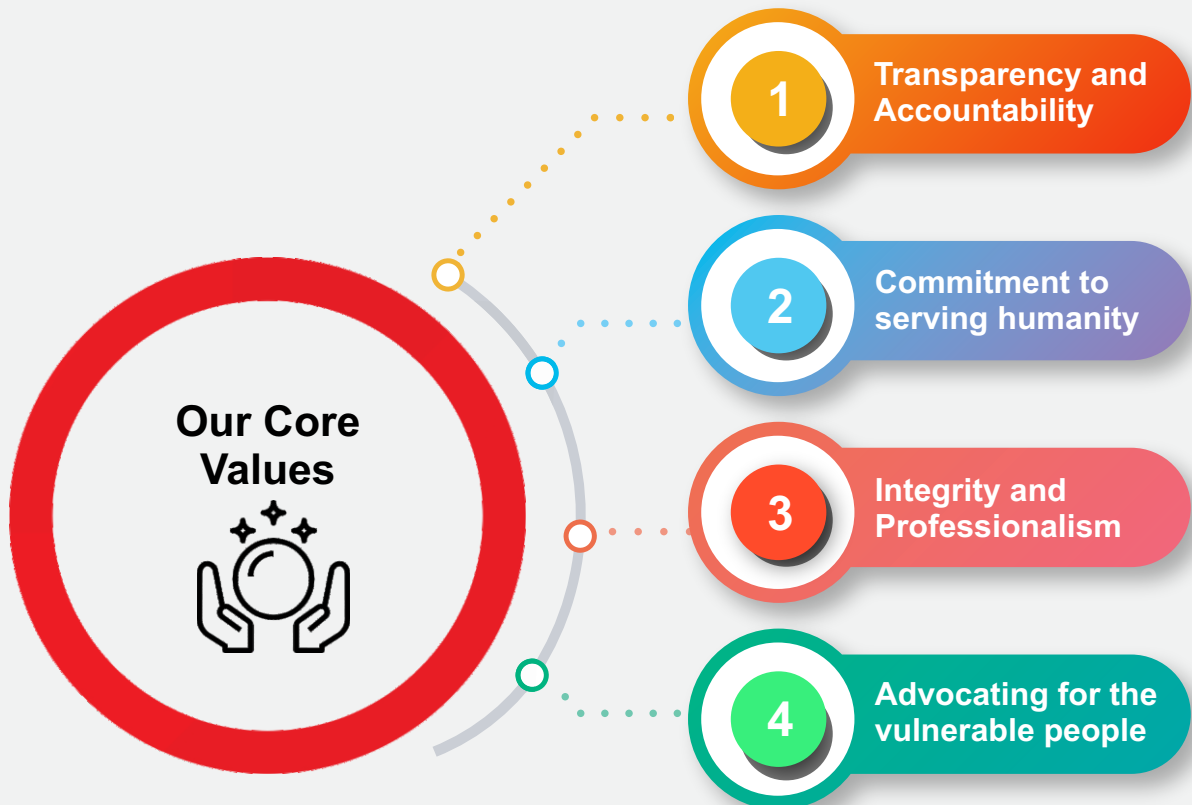 Our Core
Values
1
Transparency and
Accountability
2
Commitment to
serving humanity
3
Integrity and
Professionalism
4
Advocating for the
vulnerable people